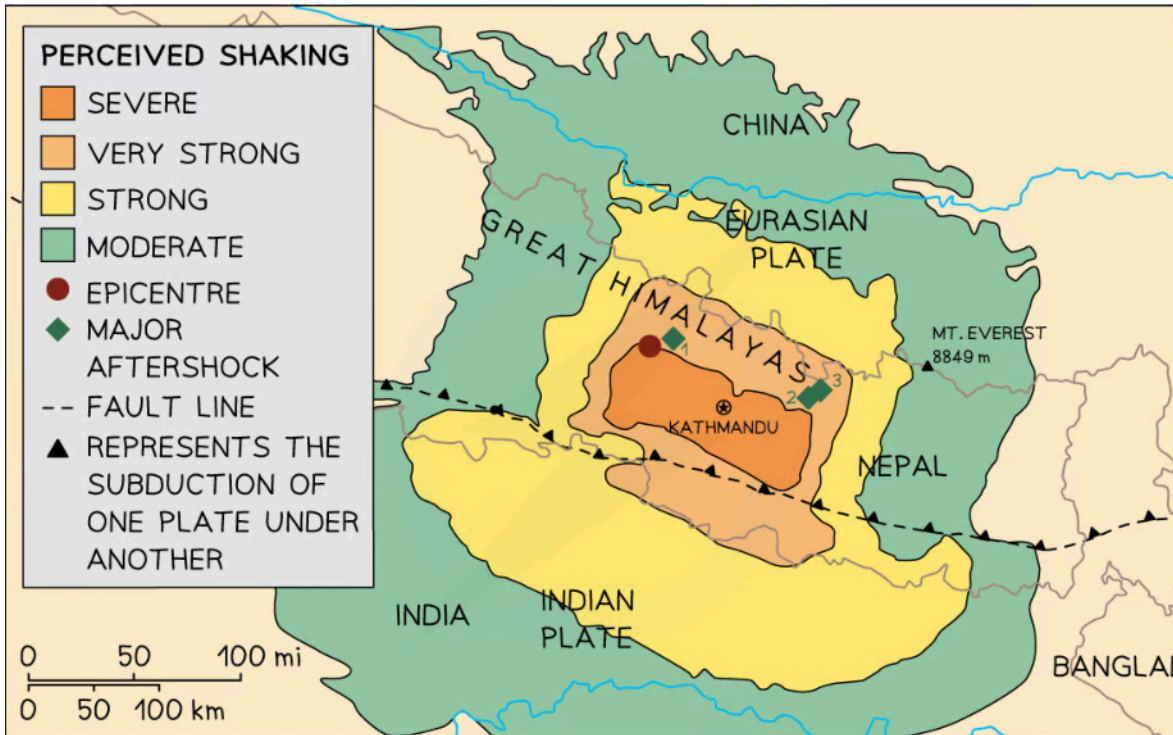 PERCEIVED SHAKING
SEVERE
VERY STRONG
STRONG
MODERATE
EPICENTRE
MAJOR
AFTERSHOCK
FAULT LINE
REPRESENTS THE
SUBDUCTION OF
ONE PLATE UNDER
ANOTHER
CHINA
GREAT HIMALAYAS
EURASIAN
PLATE
MT. EVEREST
8849 m
1
2
3
KATHMANDU
NEPAL
INDIA
INDIAN
PLATE
BANGLA
0 50 100 mi
0 50 100 km